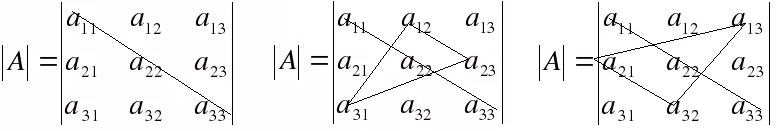 a11 a12 a13 a11 a12 a13 a11 a12 a13
|A| = a21 a22 a23 |A| = a21 a22 a23 |A| = a21 a22 a23
a31 a32 a33 a31 a32 a33 a31 a32 a33